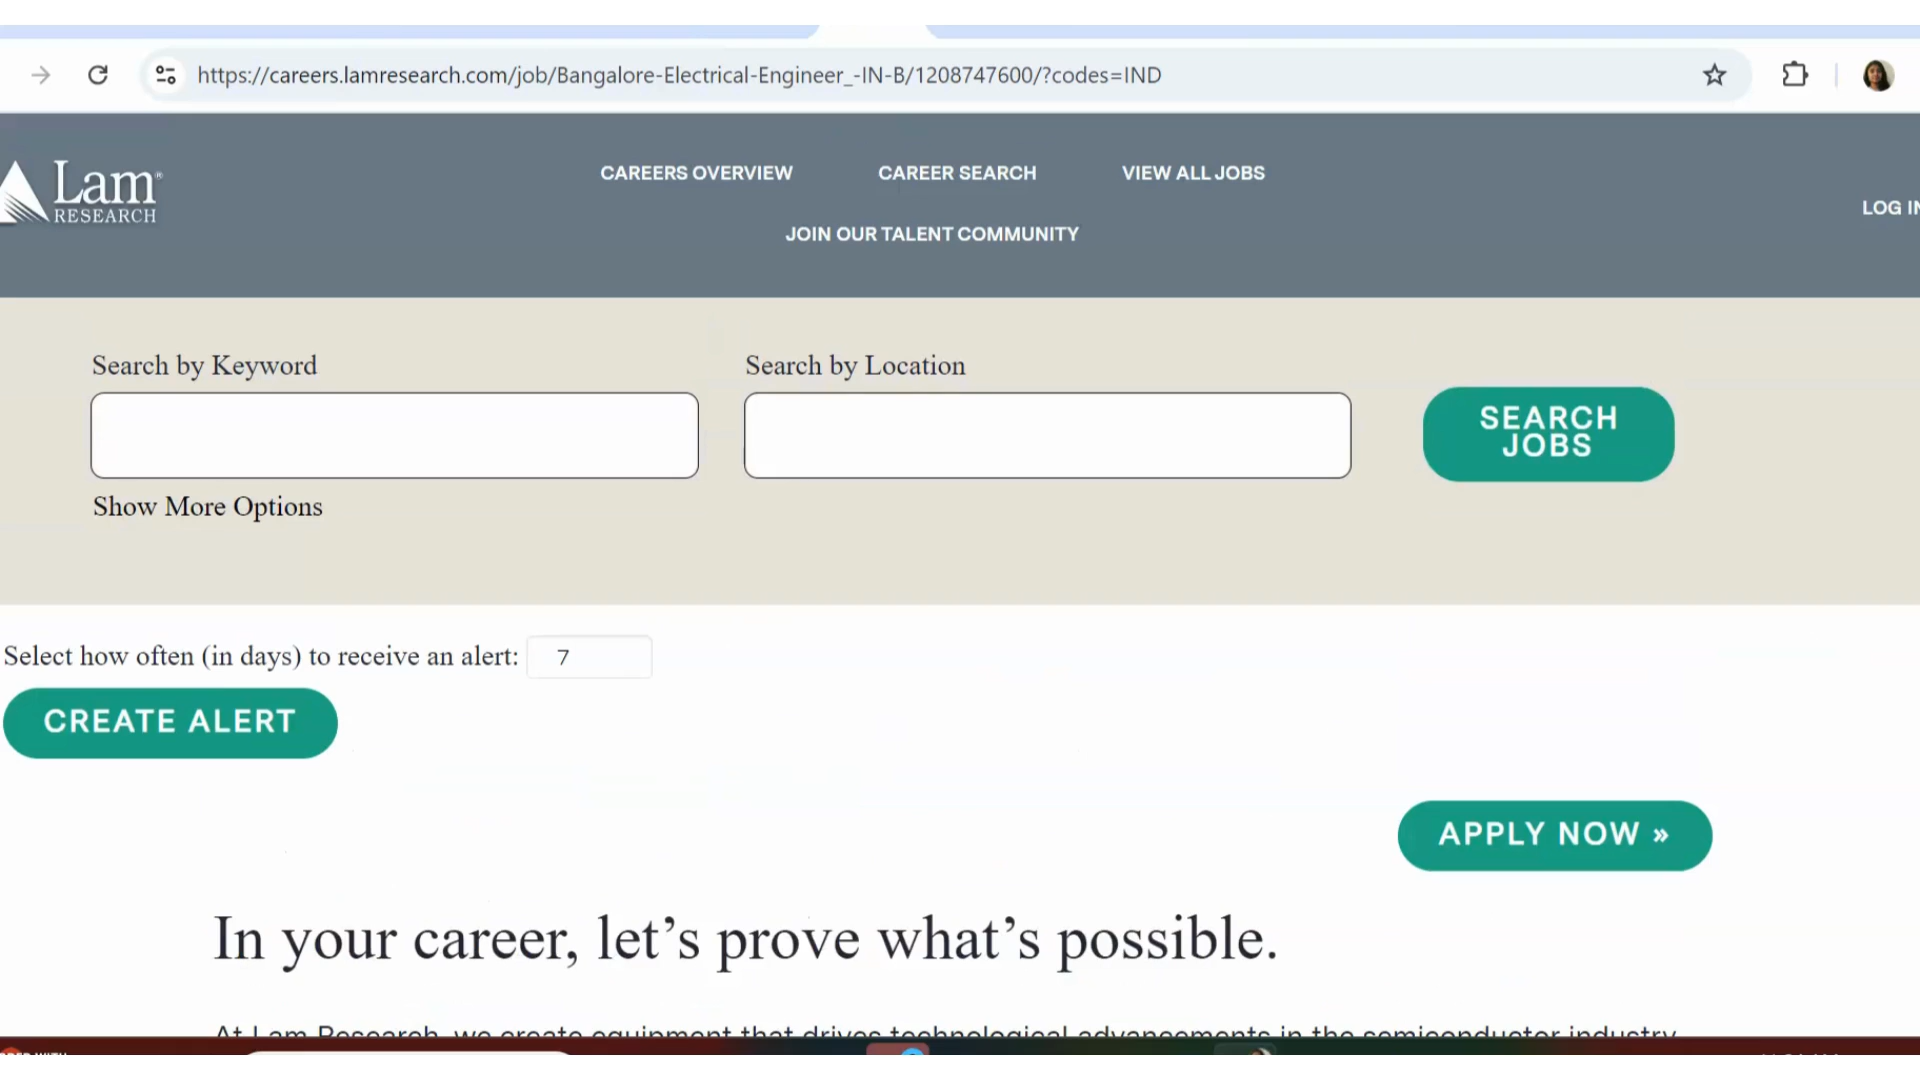 https://careers.lamresearch.com/job/Bangalore-Electrical-Engineer_-IN-B/1208747600/?codes=IND
Lam®
RESEARCH
CAREERS OVERVIEW
CAREER SEARCH
VIEW ALL JOBS
LOG IN
JOIN OUR TALENT COMMUNITY
Search by Keyword
Search by Location
SEARCH
JOBS
Show More Options
Select how often (in days) to receive an alert: 7
CREATE ALERT
APPLY NOW »
In your career, let’s prove what’s possible.
At Lam Research, we create equipment that drives technological advancements in the semiconductor industry